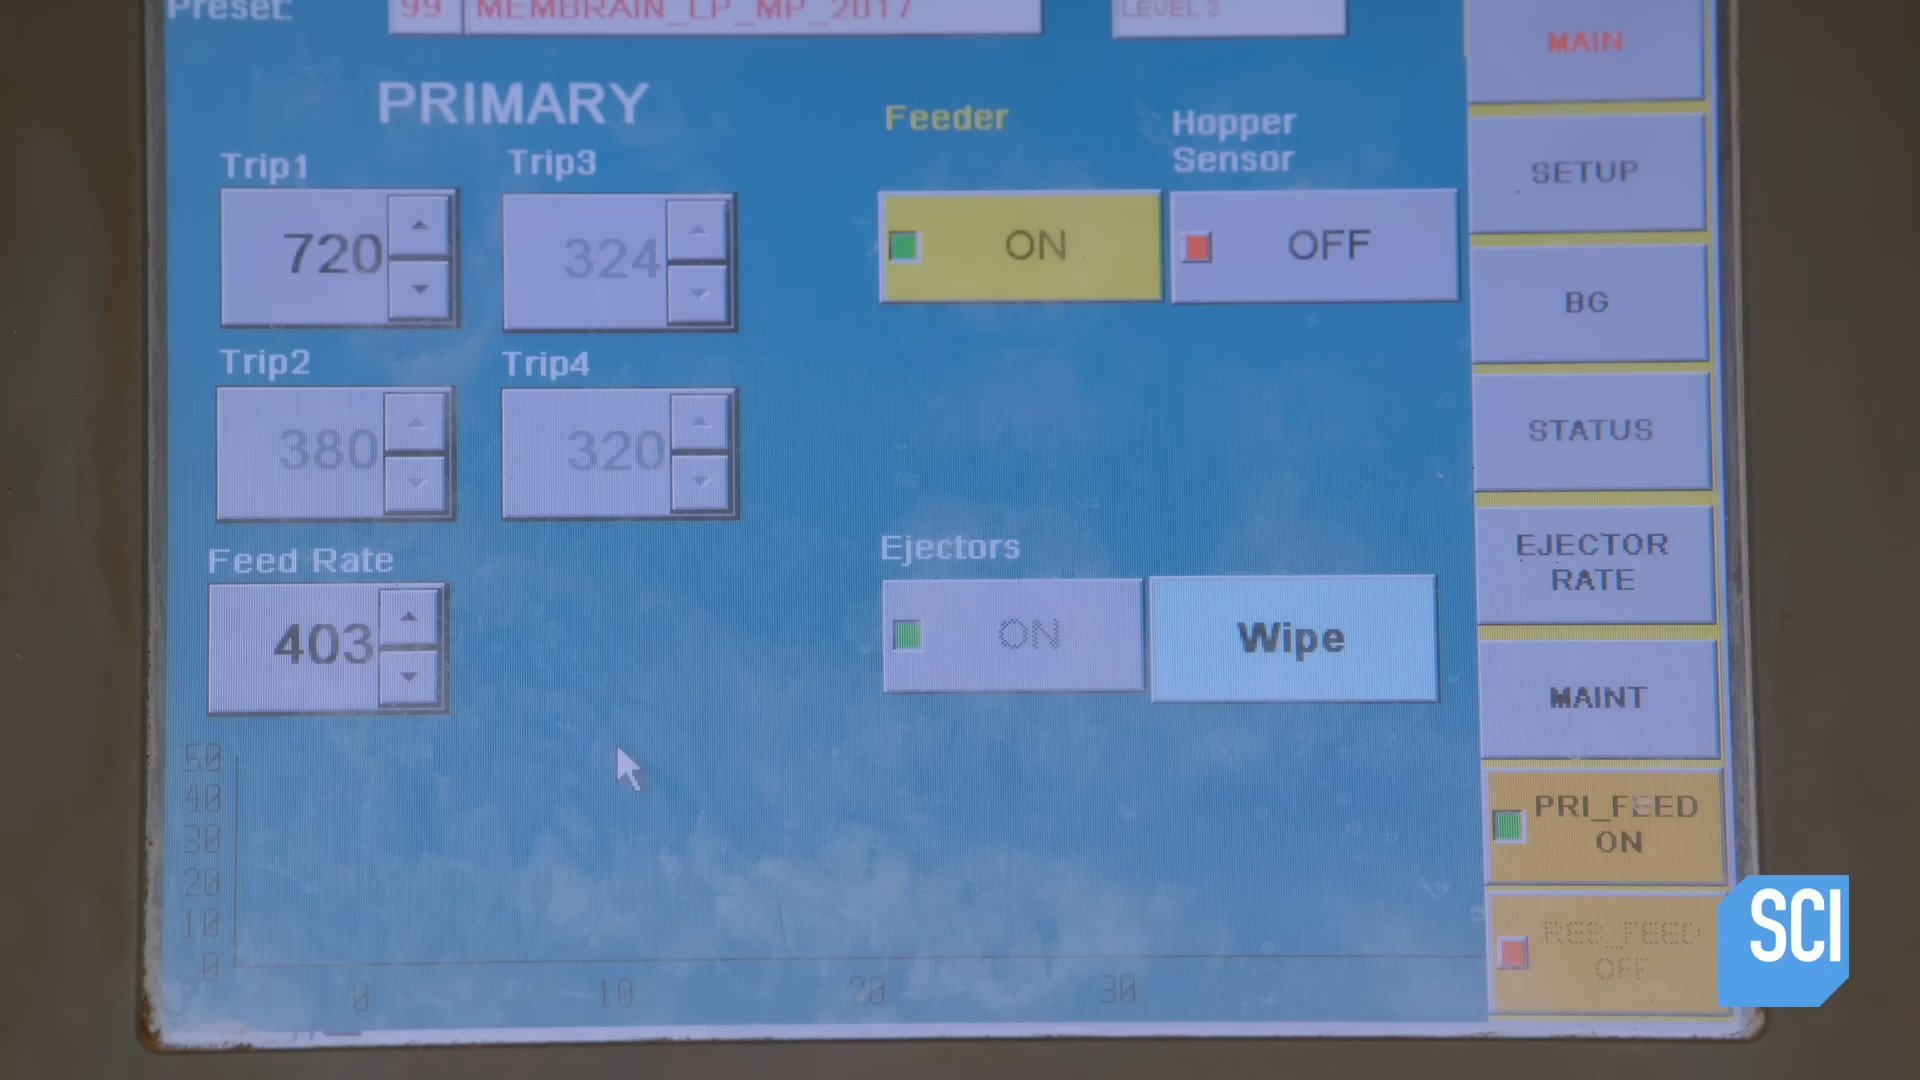 Preset:
99
MEMBRAIN_LP_MP_2017
LEVEL 3
MAIN
PRIMARY
Feeder
Hopper
Sensor
SETUP
Trip1
Trip3
720
324
ON
OFF
BG
Trip2
Trip4
380
320
STATUS
Feed Rate
Ejectors
EJECTOR
RATE
403
ON
Wipe
MAINT
50
40
30
20
10
0
0
10
20
30
PRI_FEED
ON
RES_FEED
OFF
SCI